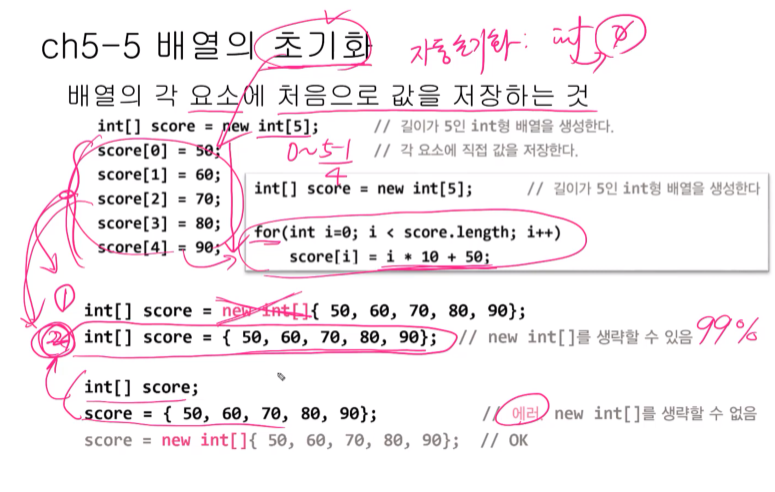 ch5-5 배열의 초기화
자동초기화: int 0
배열의 각 요소에 처음으로 값을 저장하는 것
int[] score = new int[5]; // 길이가 5인 int형 배열을 생성한다.
score[0] = 50; // 각 요소에 직접 값을 저장한다.
score[1] = 60;
score[2] = 70;
score[3] = 80;
score[4] = 90;
0~5-1
4
int[] score = new int[5]; // 길이가 5인 int형 배열을 생성한다
for(int i=0; i < score.length; i++)
score[i] = i * 10 + 50;
①
int[] score = new int[]{ 50, 60, 70, 80, 90};
②
int[] score = { 50, 60, 70, 80, 90}; // new int[]를 생략할 수 있음 99%
int[] score;
score = { 50, 60, 70, 80, 90}; // 에러. new int[]를 생략할 수 없음
score = new int[]{ 50, 60, 70, 80, 90}; // OK